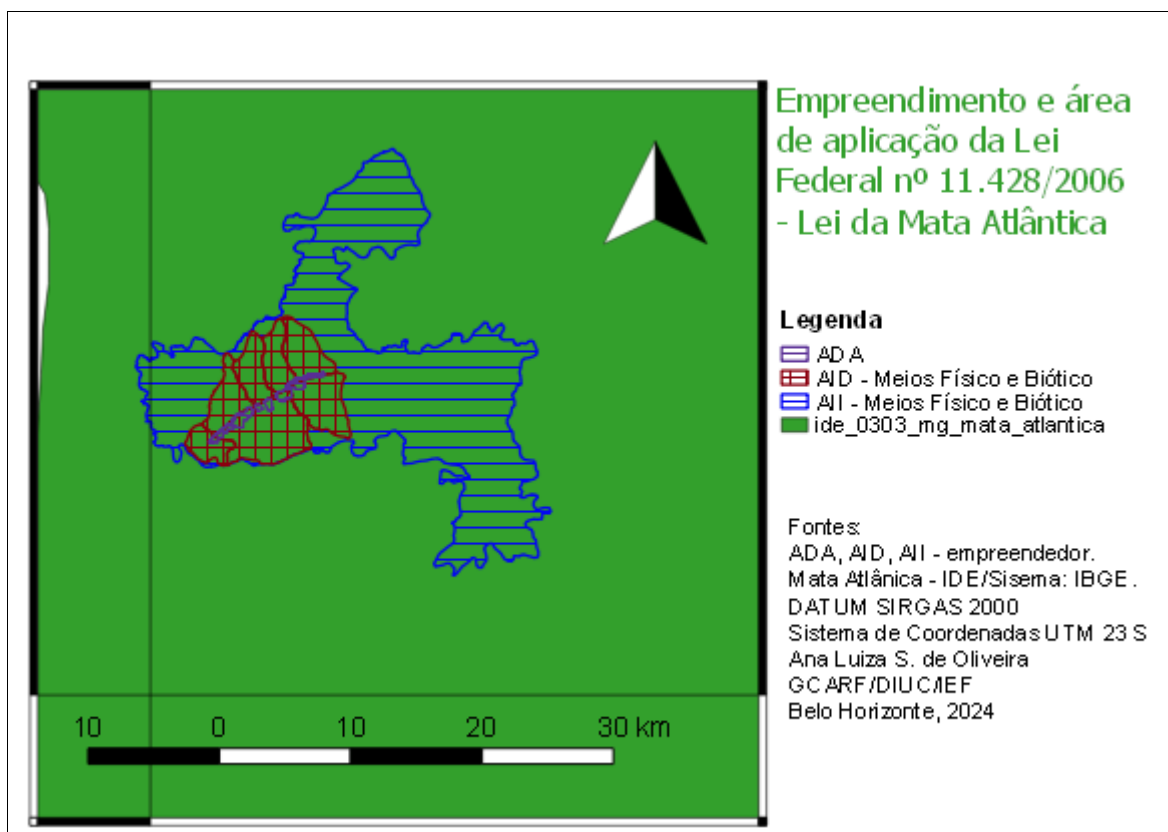 Empreendimento e área
de aplicação da Lei
Federal nº 11.428/2006
- Lei da Mata Atlântica
Legenda
ADA
AID - Meios Físico e Biótico
AII - Meios Físico e Biótico
ide_0303_mg_mata_atlantica
Fontes:
ADA, AID, AII - empreendedor.
Mata Atlânica - IDE/Sisema: IBGE.
DATUM SIRGAS 2000
Sistema de Coordenadas UTM 23 S
Ana Luiza S. de Oliveira
GCARF/DIUC/IEF
Belo Horizonte, 2024
10 0 10 20 30 km